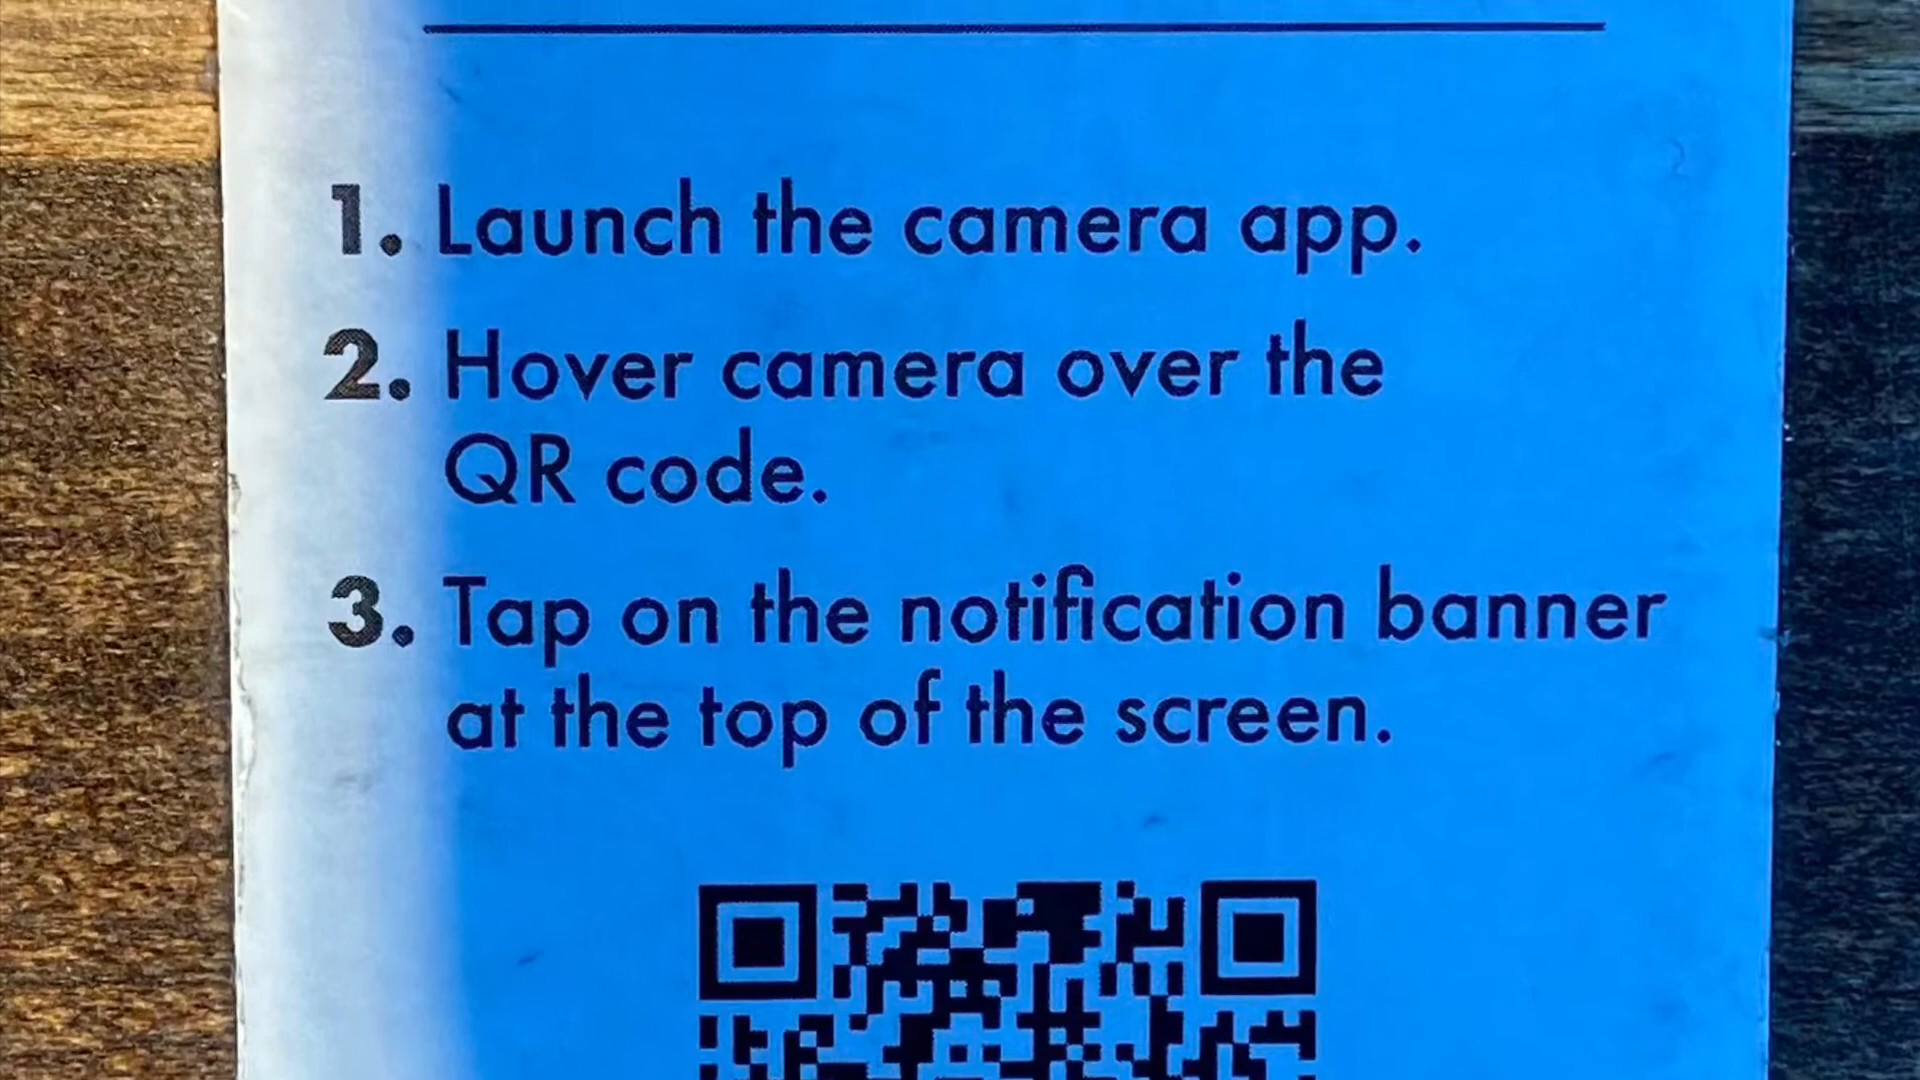 1. Launch the camera app.
2. Hover camera over the
QR code.
3. Tap on the notification banner
at the top of the screen.